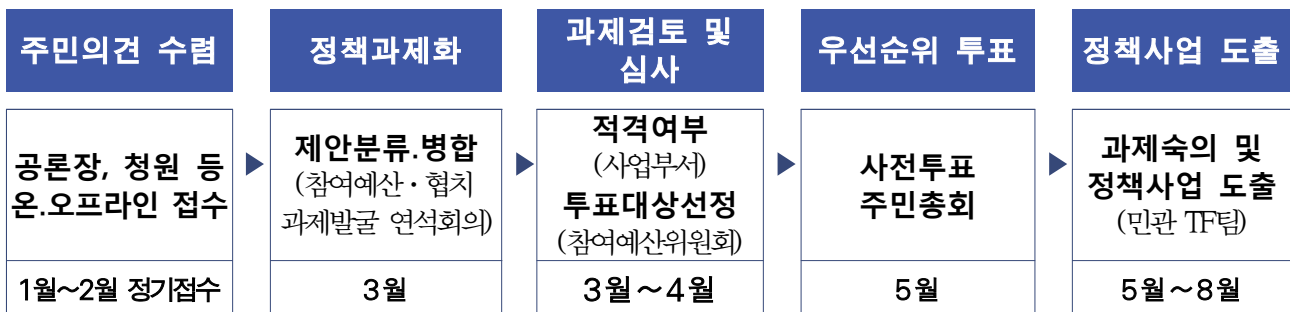 주민의견 수렴
공론장, 청원 등
온.오프라인 접수
1월~2월 정기접수
정책과제화
제안분류.병합
(참여예산・협치
과제발굴 연석회의)
3월
과제검토 및
심사
적격여부
(사업부서)
투표대상선정
(참여예산위원회)
3월~4월
우선순위 투표
사전투표
주민총회
5월
정책사업 도출
과제숙의 및
정책사업 도출
(민관 TF팀)
5월~8월